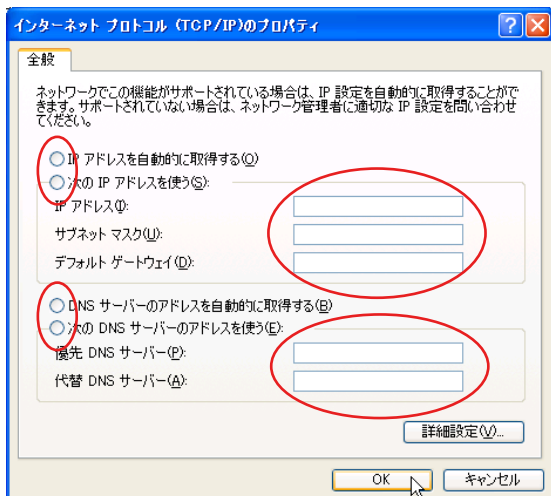 インターネット プロトコル (TCP/IP)のプロパティ
全般
ネットワークでこの機能がサポートされている場合は、IP 設定を自動的に取得することがで
きます。サポートされていない場合は、ネットワーク管理者に適切な IP 設定を問い合わせ
てください。
IP アドレスを自動的に取得する(O)
次の IP アドレスを使う(S):
IP アドレス(I):
サブネット マスク(U):
デフォルト ゲートウェイ(D):
DNS サーバーのアドレスを自動的に取得する(B)
次の DNS サーバーのアドレスを使う(E):
優先 DNS サーバー(P):
代替 DNS サーバー(A):
詳細設定(V)...
OK
キャンセル